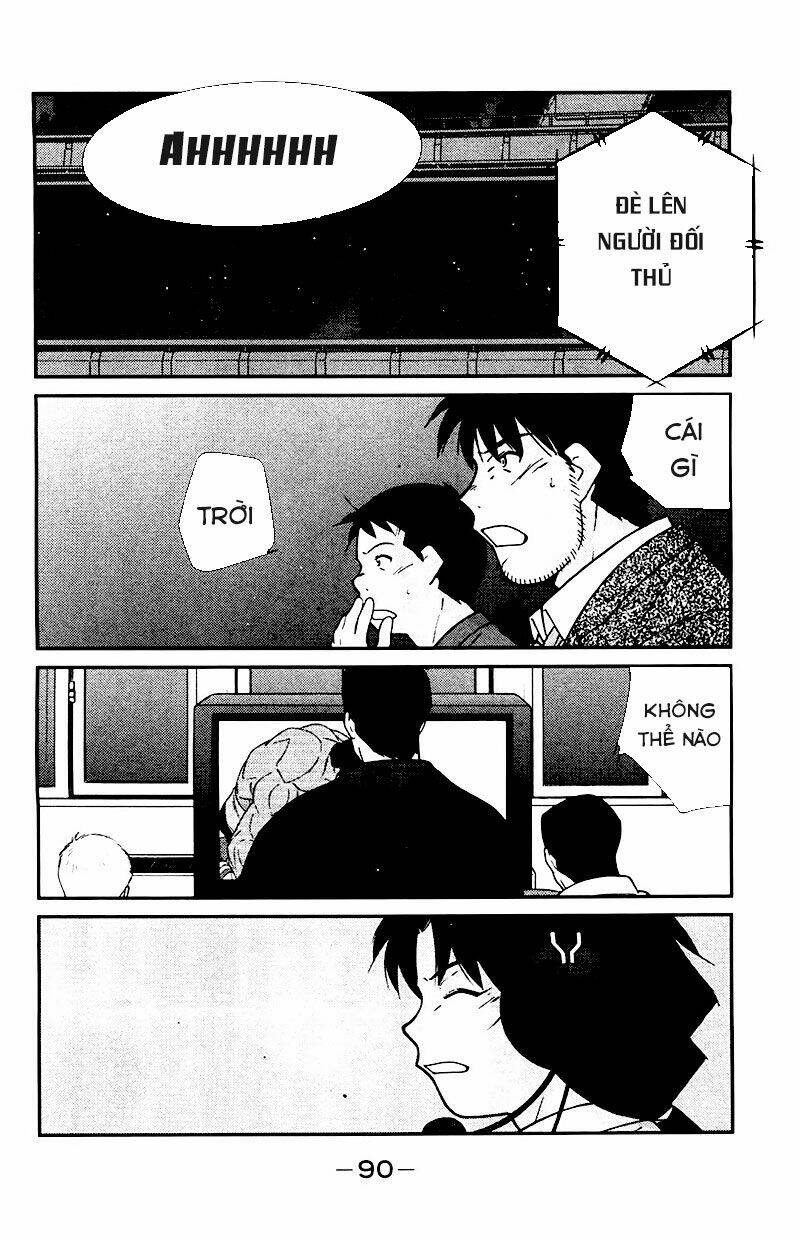 AHHHHHH
ĐÈ LÊN
NGƯỜI ĐỐI
THỦ
CÁI
GÌ
TRỜI
KHÔNG
THỂ NÀO
–90–